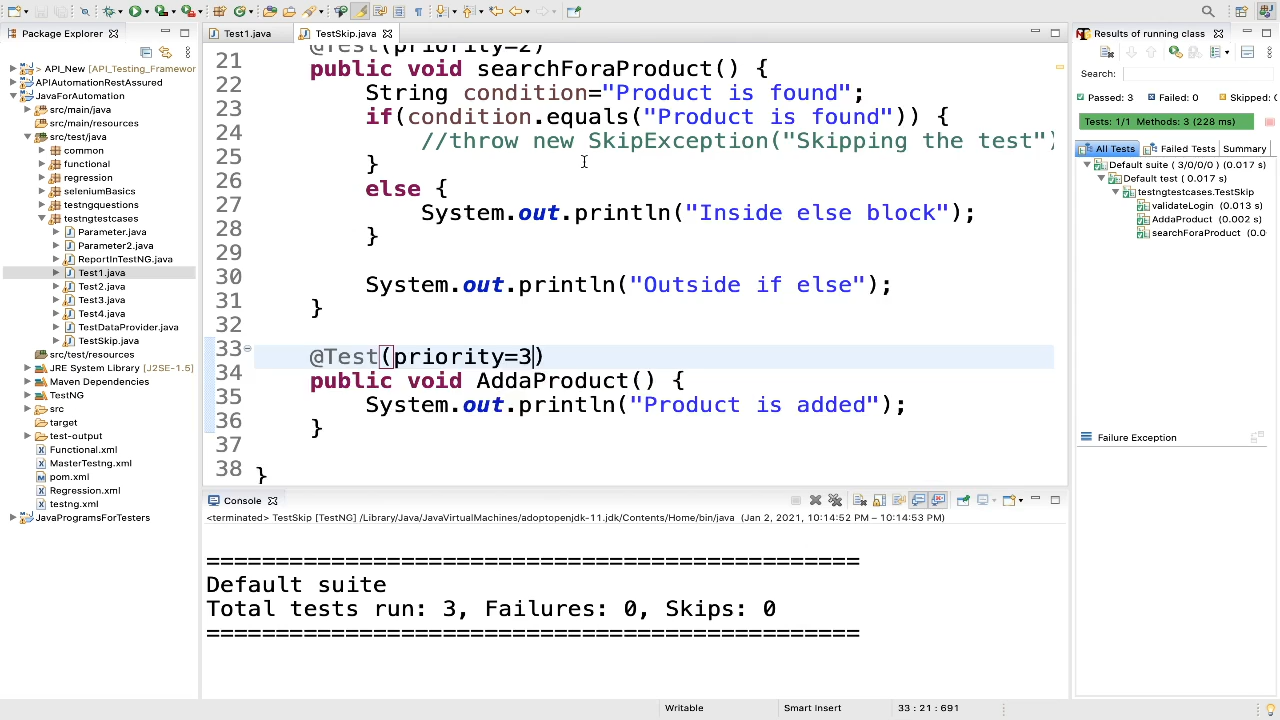 Package Explorer
Test1.java
TestSkip.java
Results of running class
> API_New [API_Testing_Framewor
APIAutomationRestAssured
JavaForAutomation
src/main/java
src/main/resources
src/test/java
common
functional
regression
seleniumBasics
testngquestions
testngtestcases
Parameter.java
Parameter2.java
ReportInTestNG.java
Test1.java
Test2.java
Test3.java
Test4.java
TestDataProvider.java
TestSkip.java
src/test/resources
JRE System Library [J2SE-1.5]
Maven Dependencies
TestNG
src
target
test-output
Functional.xml
MasterTestng.xml
pom.xml
Regression.xml
testng.xml
JavaProgramsForTesters
@Test(priority=2)
21 public void searchForaProduct() {
22 String condition="Product is found";
23 if(condition.equals("Product is found")) {
24 //throw new SkipException("Skipping the test")
25 }
26 else {
27 System.out.println("Inside else block");
28 }
29
30 System.out.println("Outside if else");
31 }
32
33 @Test(priority=3)
34 public void AddaProduct() {
35 System.out.println("Product is added");
36 }
37
38 }
Search:
Passed: 3 Failed: 0 Skipped:
Tests: 1/1 Methods: 3 (228 ms)
All Tests Failed Tests Summary
Default suite ( 3/0/0/0 ) (0.017 s)
Default test ( 0.017 s)
testngtestcases.TestSkip
validateLogin (0.013 s)
AddaProduct (0.002 s)
searchForaProduct (0.0
Failure Exception
Console
<terminated> TestSkip [TestNG] /Library/Java/JavaVirtualMachines/adoptopenjdk-11.jdk/Contents/Home/bin/java (Jan 2, 2021, 10:14:52 PM – 10:14:53 PM)
===============================================
Default suite
Total tests run: 3, Failures: 0, Skips: 0
===============================================
Writable
Smart Insert
33 : 21 : 691